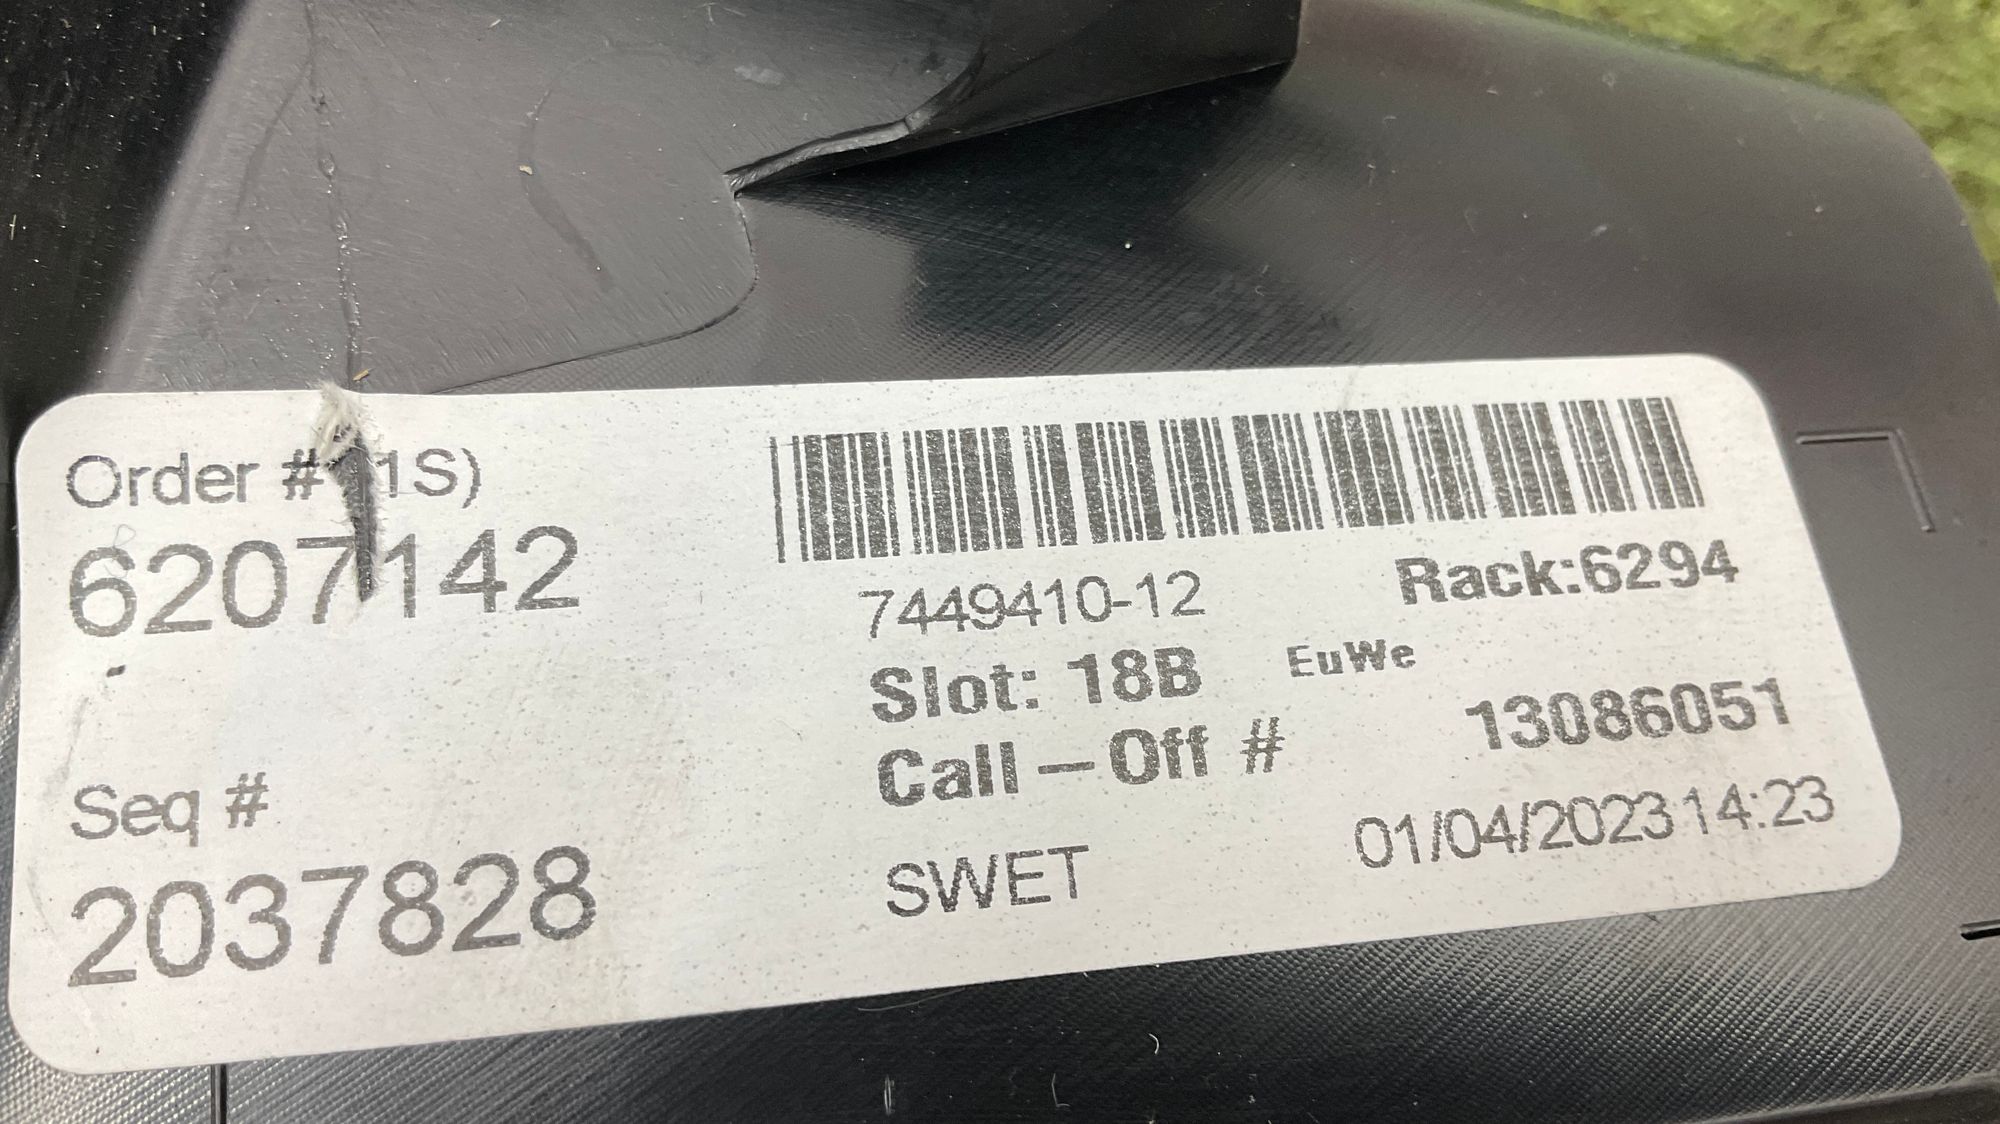 Order # (1S)
6207142
Seq #
2037828
7449410-12
Rack:6294
Slot: 18B
EuWe
Call – Off #
13086051
SWET
01/04/2023 14:23